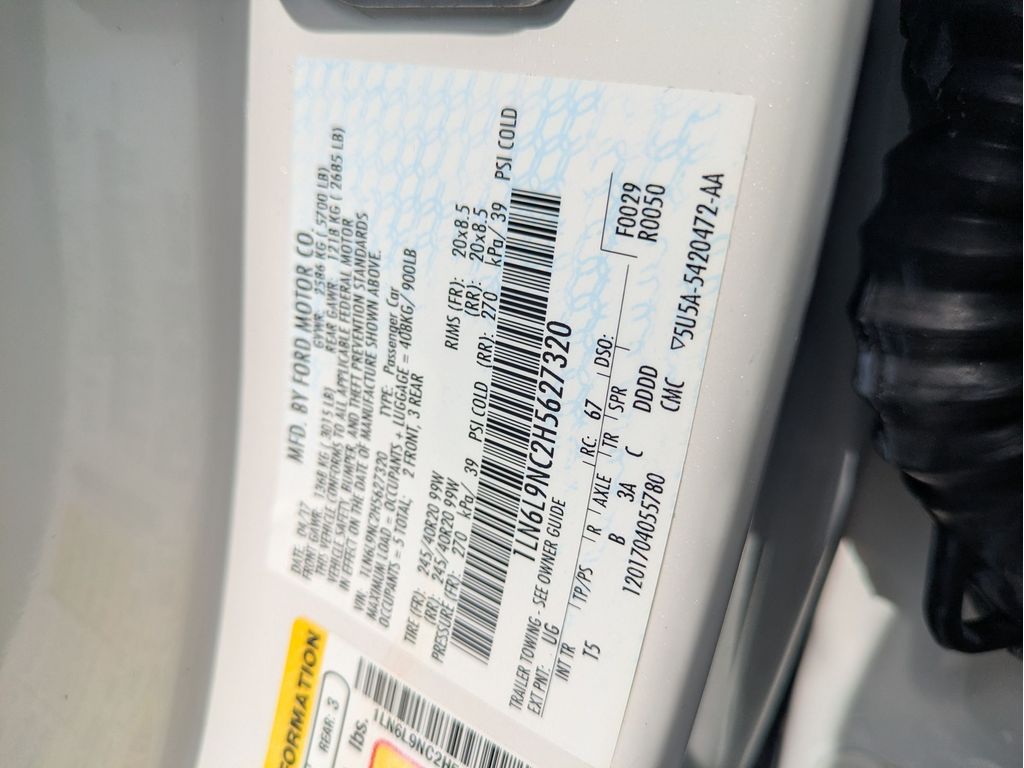 MFD. BY FORD MOTOR CO.
DATE: 04/17 GVWR: 2586 KG ( 5700 LB)
FRONT GAWR: 1368 KG( 3015 LB) REAR GAWR: 1218 KG ( 2685 LB)
THIS VEHICLE CONFORMS TO ALL APPLICABLE FEDERAL MOTOR
VEHICLE SAFETY, BUMPER, AND THEFT PREVENTION STANDARDS
IN EFFECT ON THE DATE OF MANUFACTURE SHOWN ABOVE.
VIN: 1LN6L9NC2H5627320
TYPE: Passenger Car
MAXIMUM LOAD = OCCUPANTS + LUGGAGE = 408KG/ 900LB
OCCUPANTS = 5 TOTAL: 2 FONT, 3 REAR
TIRE (FR): 245/40R20 99W RIMS (FR): 20x8.5
(RR): 245/40R20 99W (RR): 20x8.5
PRESSURE (FR): 270 kPa/ 39 PSI COLD (RR): 270 kPa/ 39 PSI COLD
1LN6L9NC2H5627320
TRAILER TOWING - SEE OWNER GUIDE
EXT PNT: UG RC: 67 DSO: F0029
INT TR TP/PS R AXLE TR SPR R0050
T5 B 3A C DDDD
1201704055780 CMC ▽5U5A-5420472-AA
FORMATION
REAR: 3
lbs.